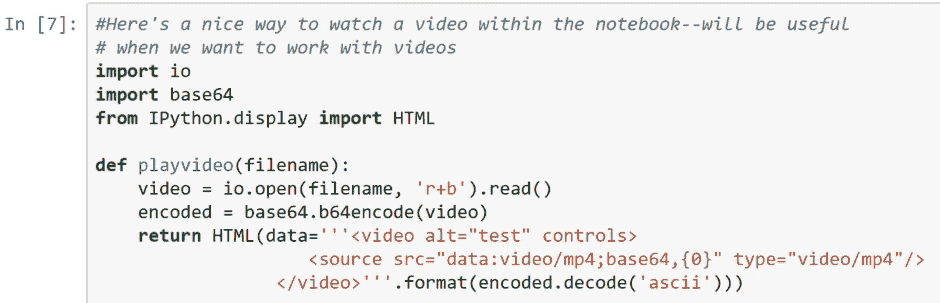 In [7]: #Here's a nice way to watch a video within the notebook--will be useful
# when we want to work with videos
import io
import base64
from IPython.display import HTML

def playvideo(filename):
    video = io.open(filename, 'r+b').read()
    encoded = base64.b64encode(video)
    return HTML(data='''<video alt="test" controls>
                    <source src="data:video/mp4;base64,{0}" type="video/mp4"/>
                 </video>'''.format(encoded.decode('ascii')))